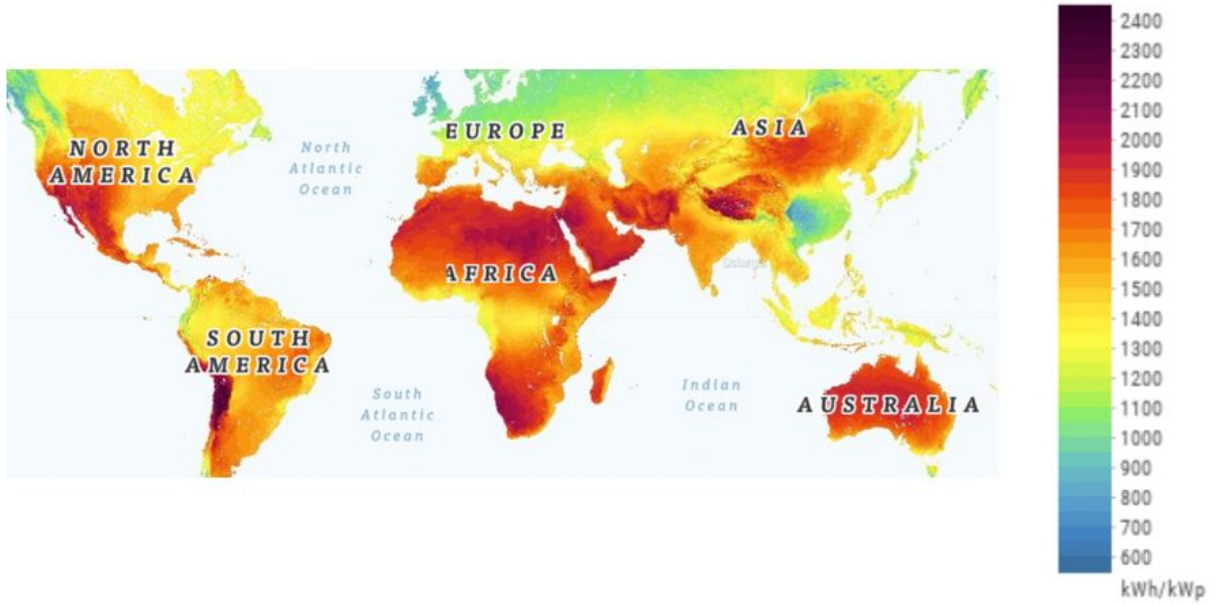 NORTH
AMERICA
North
Atlantic
Ocean
EUROPE
ASIA
AFRICA
SOUTH
AMERICA
South
Atlantic
Ocean
Indian
Ocean
AUSTRALIA
2400
2300
2200
2100
2000
1900
1800
1700
1600
1500
1400
1300
1200
1100
1000
900
800
700
600
kWh/kWp